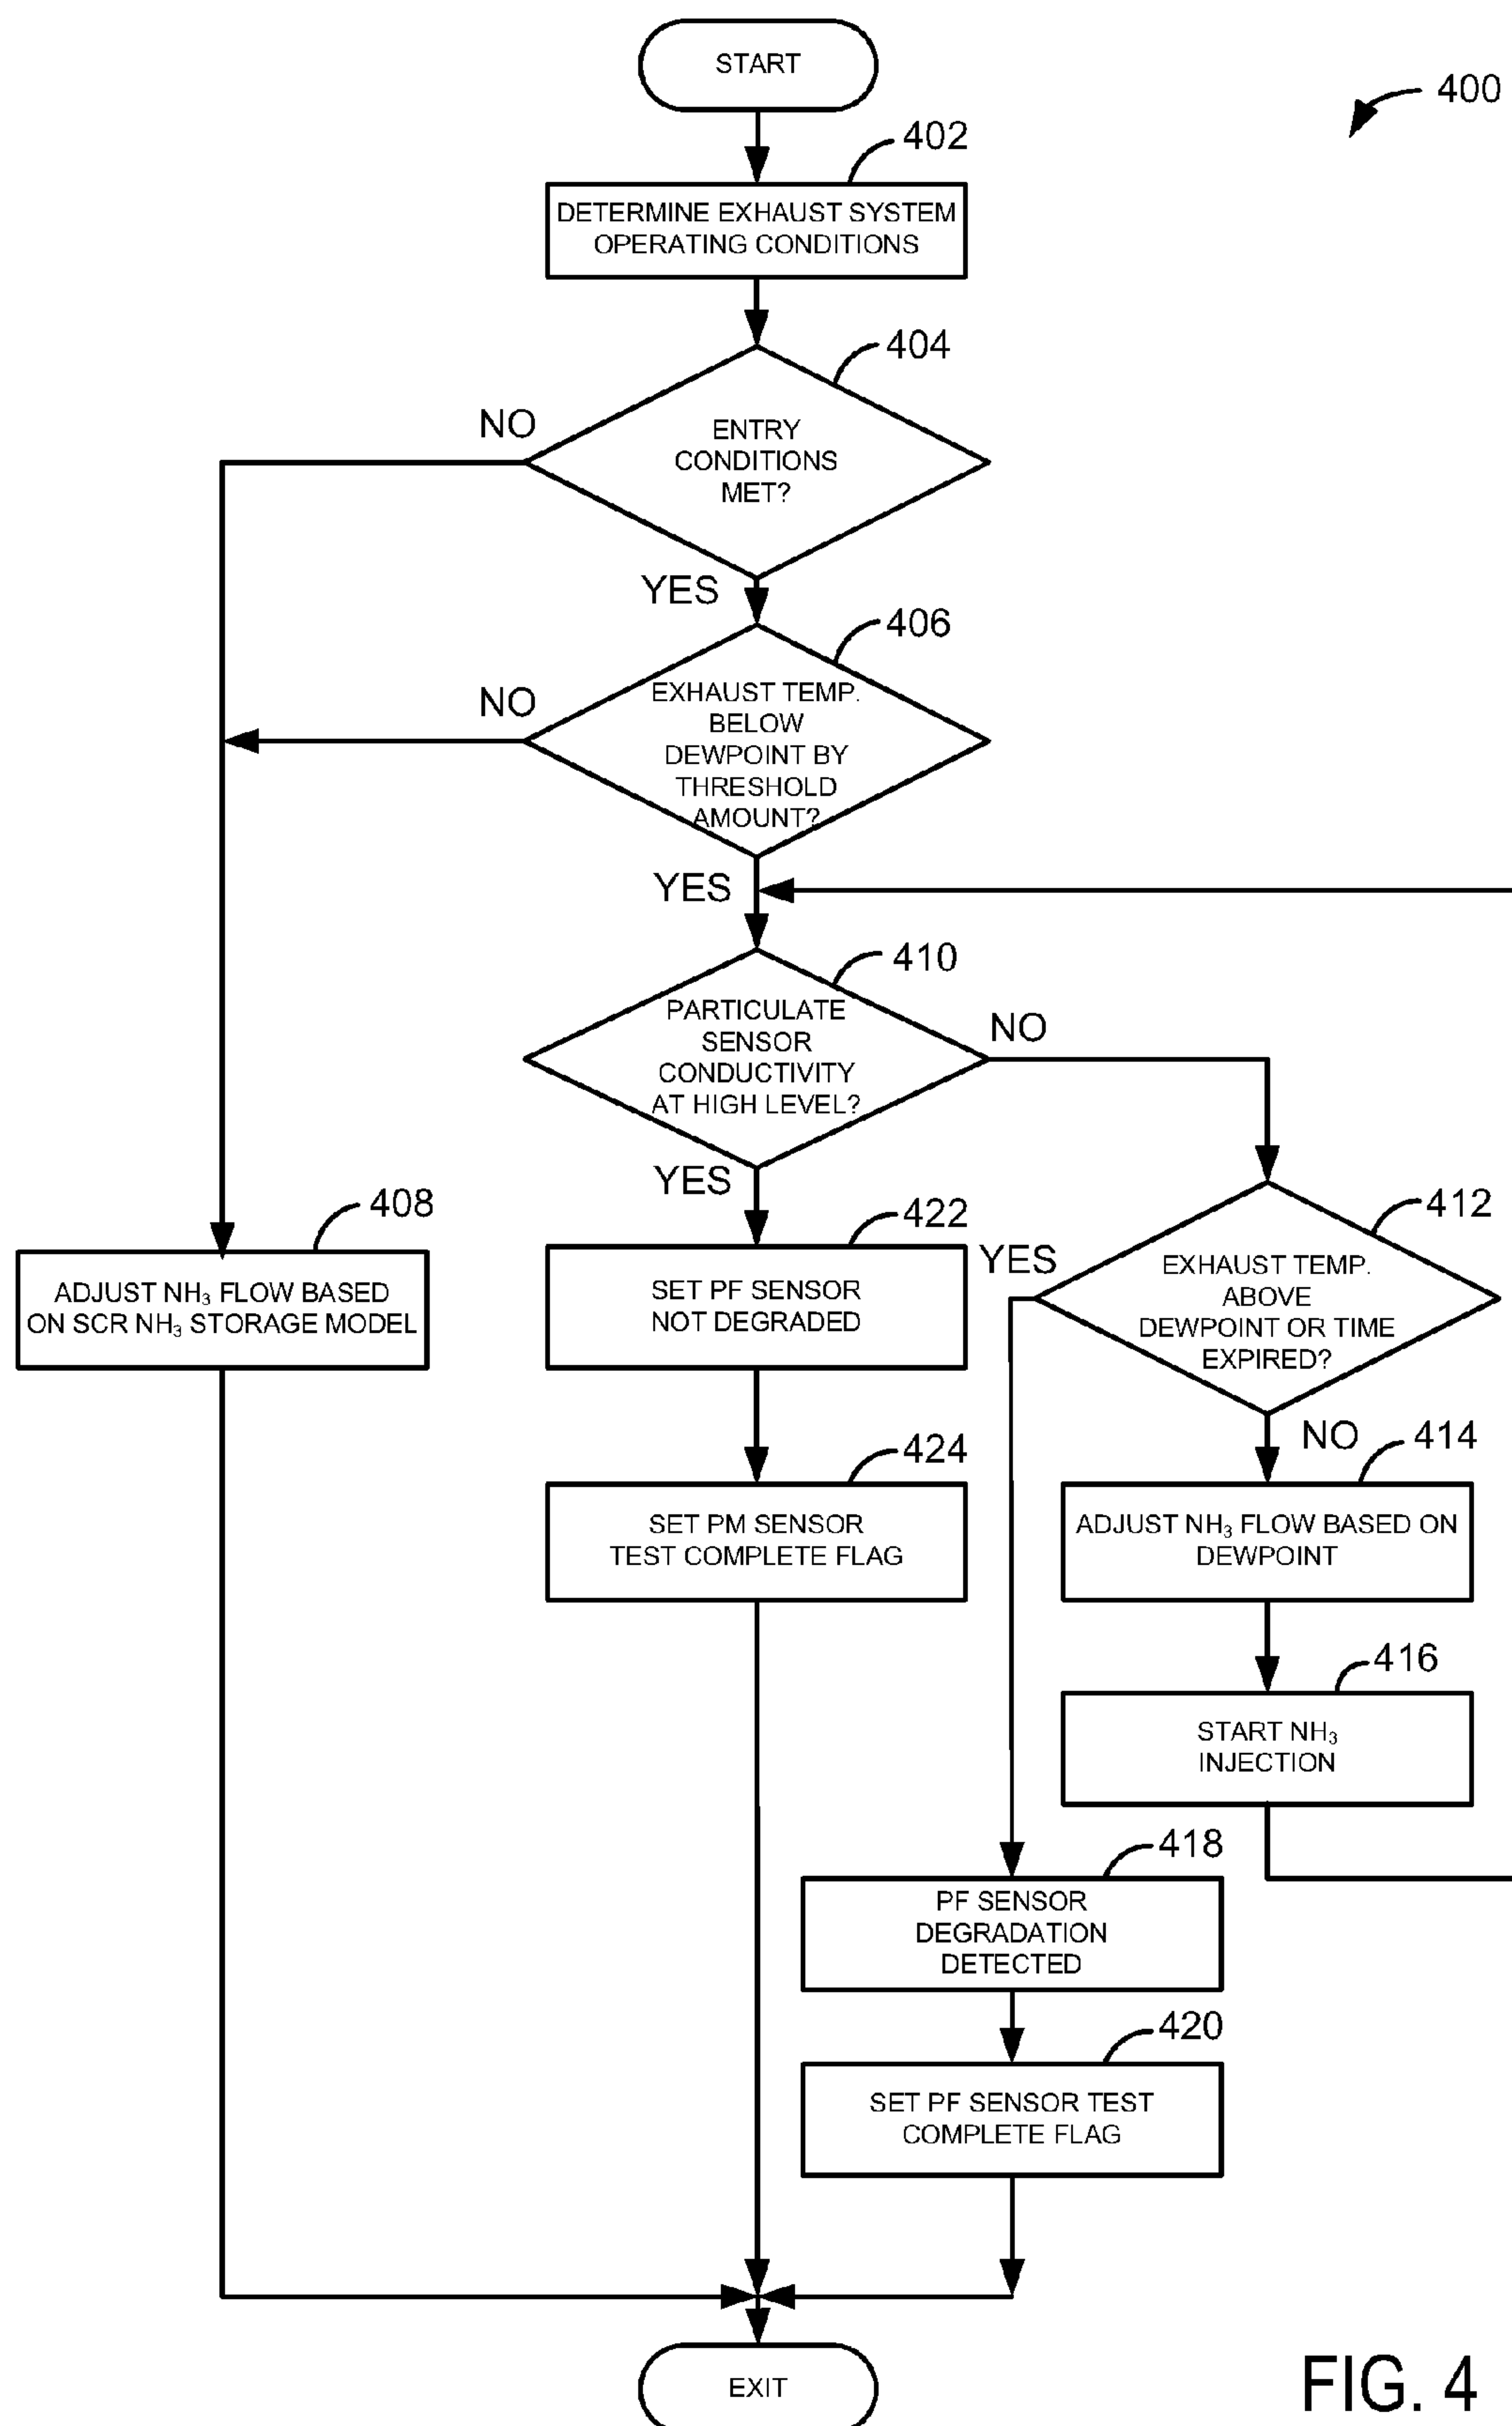 START
400
402
DETERMINE EXHAUST SYSTEM
OPERATING CONDITIONS
404
NO
ENTRY
CONDITIONS
MET?
YES
406
NO
EXHAUST TEMP.
BELOW
DEWPOINT BY
THRESHOLD
AMOUNT?
YES
410
PARTICULATE
SENSOR
CONDUCTIVITY
AT HIGH LEVEL?
NO
YES
408
ADJUST NH₃ FLOW BASED
ON SCR NH₃ STORAGE MODEL
422
SET PF SENSOR
NOT DEGRADED
412
YES
EXHAUST TEMP.
ABOVE
DEWPOINT OR TIME
EXPIRED?
NO
424
SET PM SENSOR
TEST COMPLETE FLAG
414
ADJUST NH₃ FLOW BASED ON
DEWPOINT
416
START NH₃
INJECTION
418
PF SENSOR
DEGRADATION
DETECTED
420
SET PF SENSOR TEST
COMPLETE FLAG
EXIT
FIG. 4